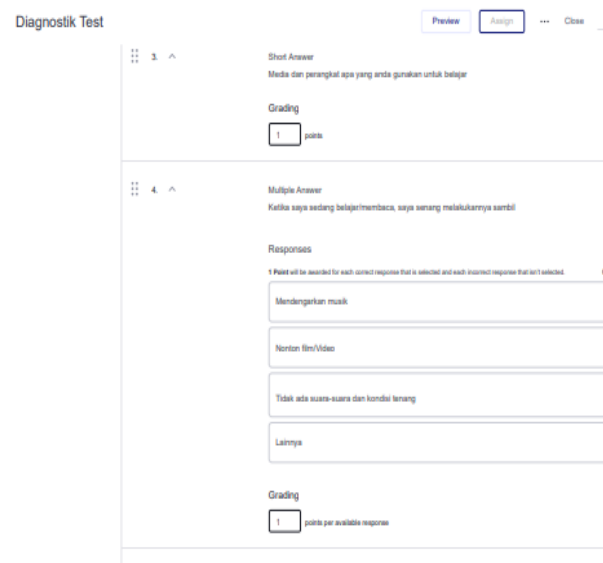 Diagnostik Test
Preview
Assign
Close
3.
Short Answer
Media dan perangkat apa yang anda gunakan untuk belajar
Grading
1 points
4.
Multiple Answer
Ketika saya sedang belajar/membaca, saya senang melakukannya sambil
Responses
1 Point will be awarded for each correct response that is selected and each incorrect response that isn't selected.
Mendengarkan musik
Nonton film/Video
Tidak ada suara-suara dan kondisi tenang
Lainnya
Grading
1 points per available response